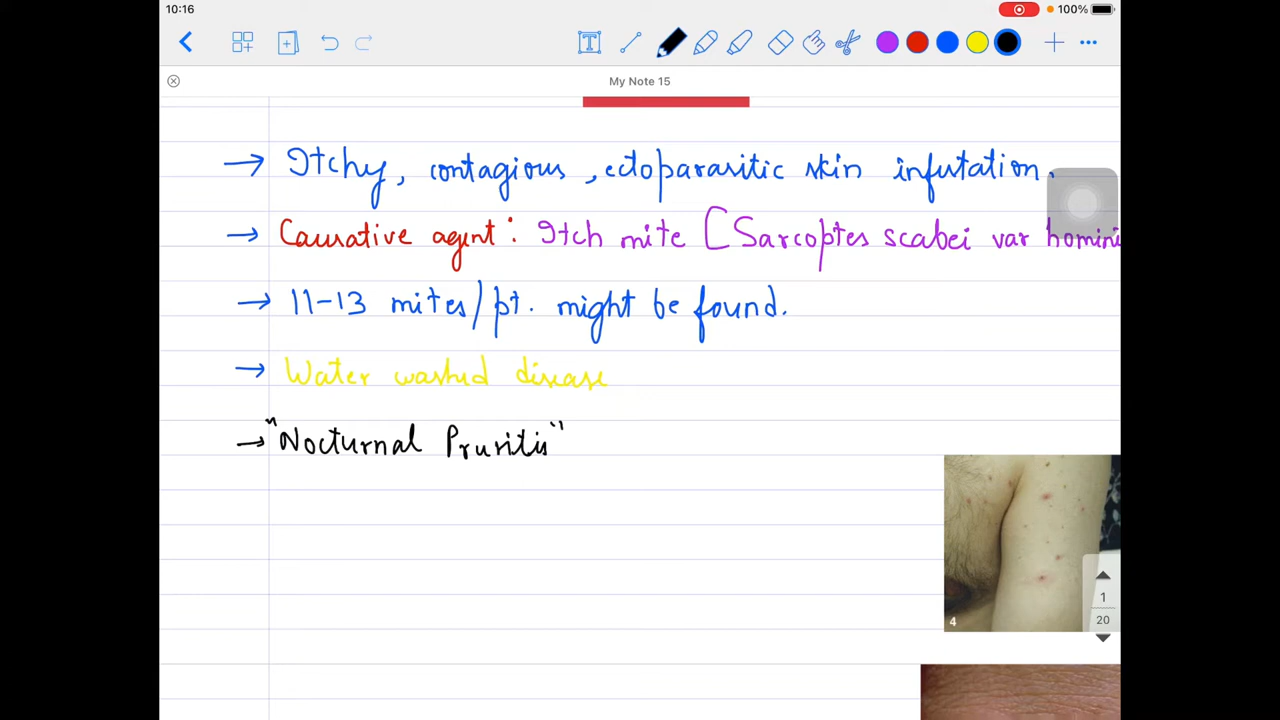 10:16
100%
My Note 15
→ Itchy, contagious, ectoparasitic skin infestation.
→ Causative agent: Itch mite [Sarcoptes scabei var homini
→ 11-13 mites/pt. might be found.
→ Water washed disease
→ "Nocturnal Pruritis"
4
1
20